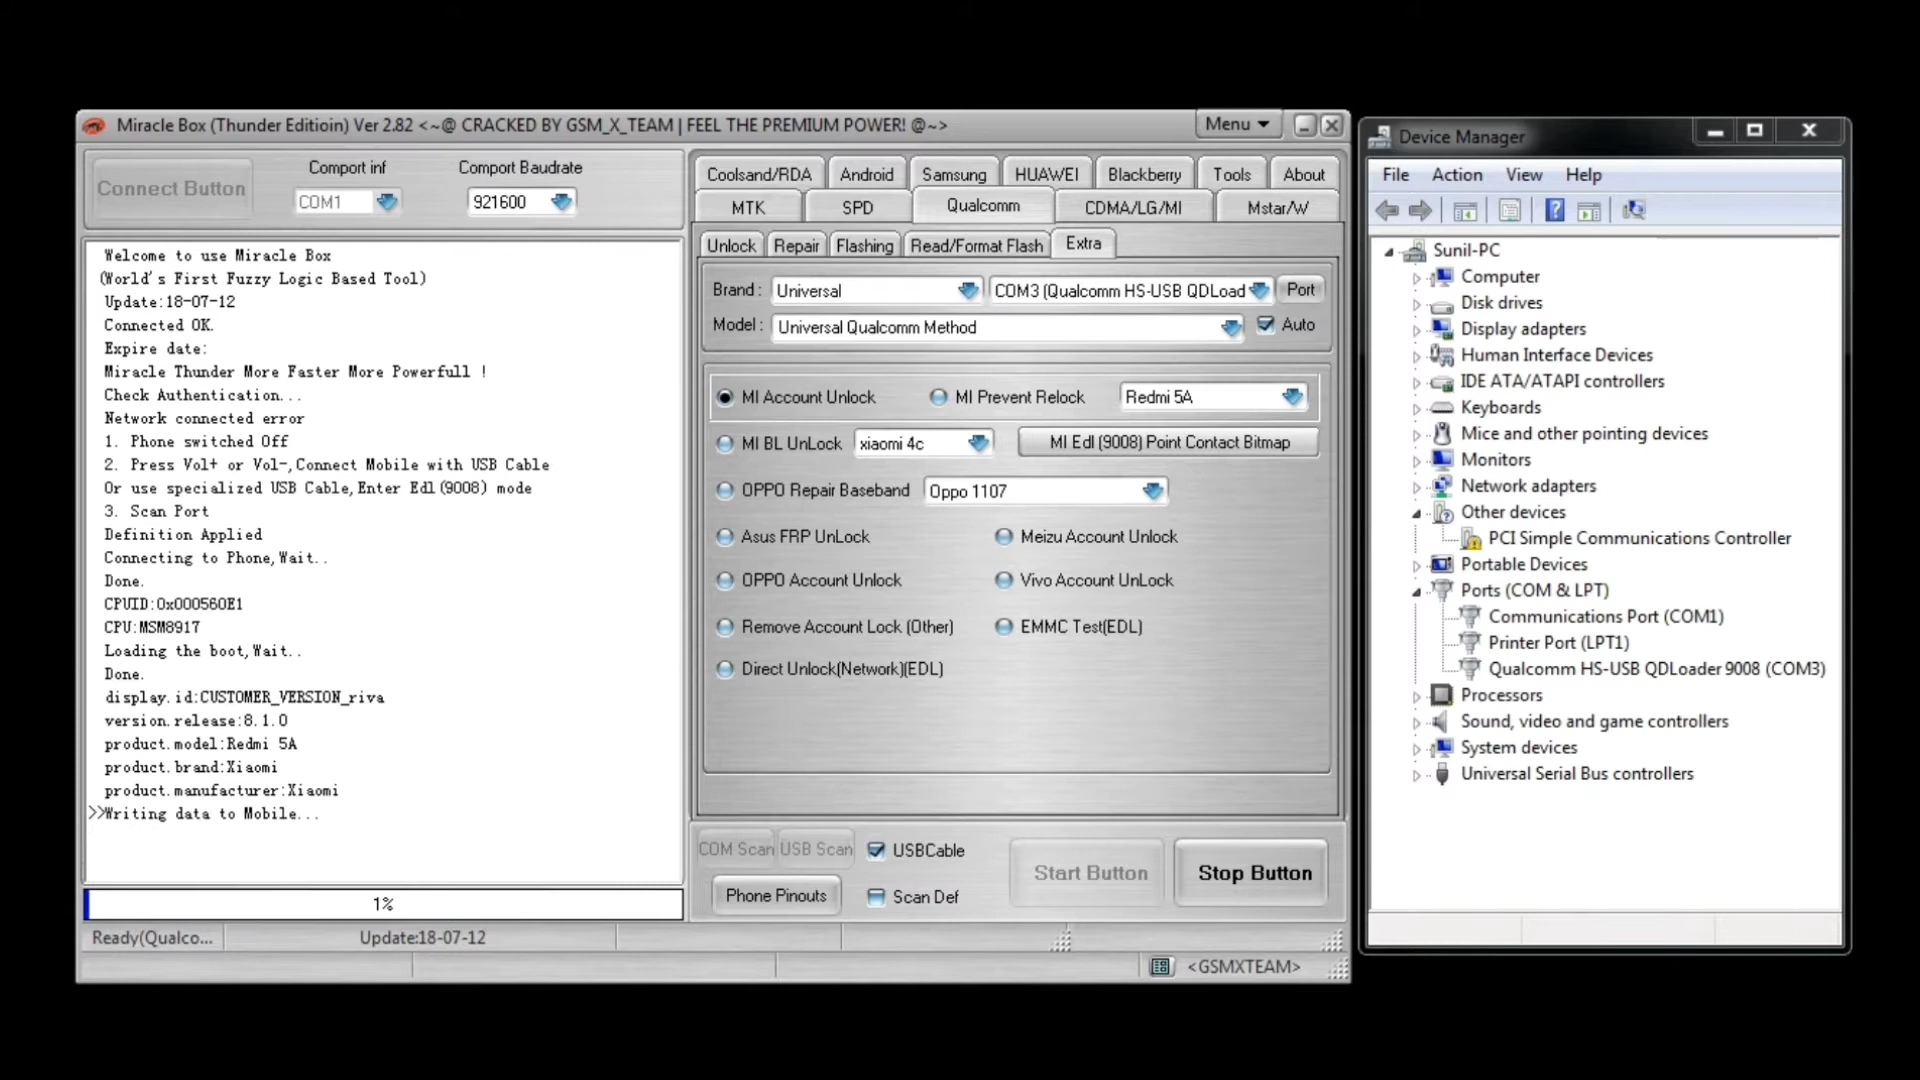 Miracle Box (Thunder Editioin) Ver 2.82 <~@ CRACKED BY GSM_X_TEAM | FEEL THE PREMIUM POWER! @~>
Menu
Connect Button
Comport inf
Comport Baudrate
COM1
921600
Welcome to use Miracle Box
(World's First Fuzzy Logic Based Tool)
Update:18-07-12
Connected OK.
Expire date:
Miracle Thunder More Faster More Powerfull !
Check Authentication...
Network connected error
1. Phone switched Off
2. Press Vol+ or Vol-,Connect Mobile with USB Cable
Or use specialized USB Cable,Enter Edl(9008) mode
3. Scan Port
Definition Applied
Connecting to Phone,Wait..
Done.
CPUID:0x000560E1
CPU:MSM8917
Loading the boot,Wait..
Done.
display.id:CUSTOMER_VERSION_riva
version.release:8.1.0
product.model:Redmi 5A
product.brand:Xiaomi
product.manufacturer:Xiaomi
>>Writing data to Mobile...
1%
Ready(Qualco...
Update:18-07-12
Coolsand/RDA
Android
Samsung
HUAWEI
Blackberry
Tools
About
MTK
SPD
Qualcomm
CDMA/LG/MI
Mstar/W
Unlock
Repair
Flashing
Read/Format Flash
Extra
Brand :
Universal
COM3 (Qualcomm HS-USB QDLoad
Port
Model :
Universal Qualcomm Method
Auto
MI Account Unlock
MI Prevent Relock
Redmi 5A
MI BL UnLock
xiaomi 4c
MI Edl (9008) Point Contact Bitmap
OPPO Repair Baseband
Oppo 1107
Asus FRP UnLock
Meizu Account Unlock
OPPO Account Unlock
Vivo Account UnLock
Remove Account Lock (Other)
EMMC Test(EDL)
Direct Unlock(Network)(EDL)
COM Scan
USB Scan
USBCable
Phone Pinouts
Scan Def
Start Button
Stop Button
<GSMXTEAM>
Device Manager
File
Action
View
Help
Sunil-PC
Computer
Disk drives
Display adapters
Human Interface Devices
IDE ATA/ATAPI controllers
Keyboards
Mice and other pointing devices
Monitors
Network adapters
Other devices
PCI Simple Communications Controller
Portable Devices
Ports (COM & LPT)
Communications Port (COM1)
Printer Port (LPT1)
Qualcomm HS-USB QDLoader 9008 (COM3)
Processors
Sound, video and game controllers
System devices
Universal Serial Bus controllers